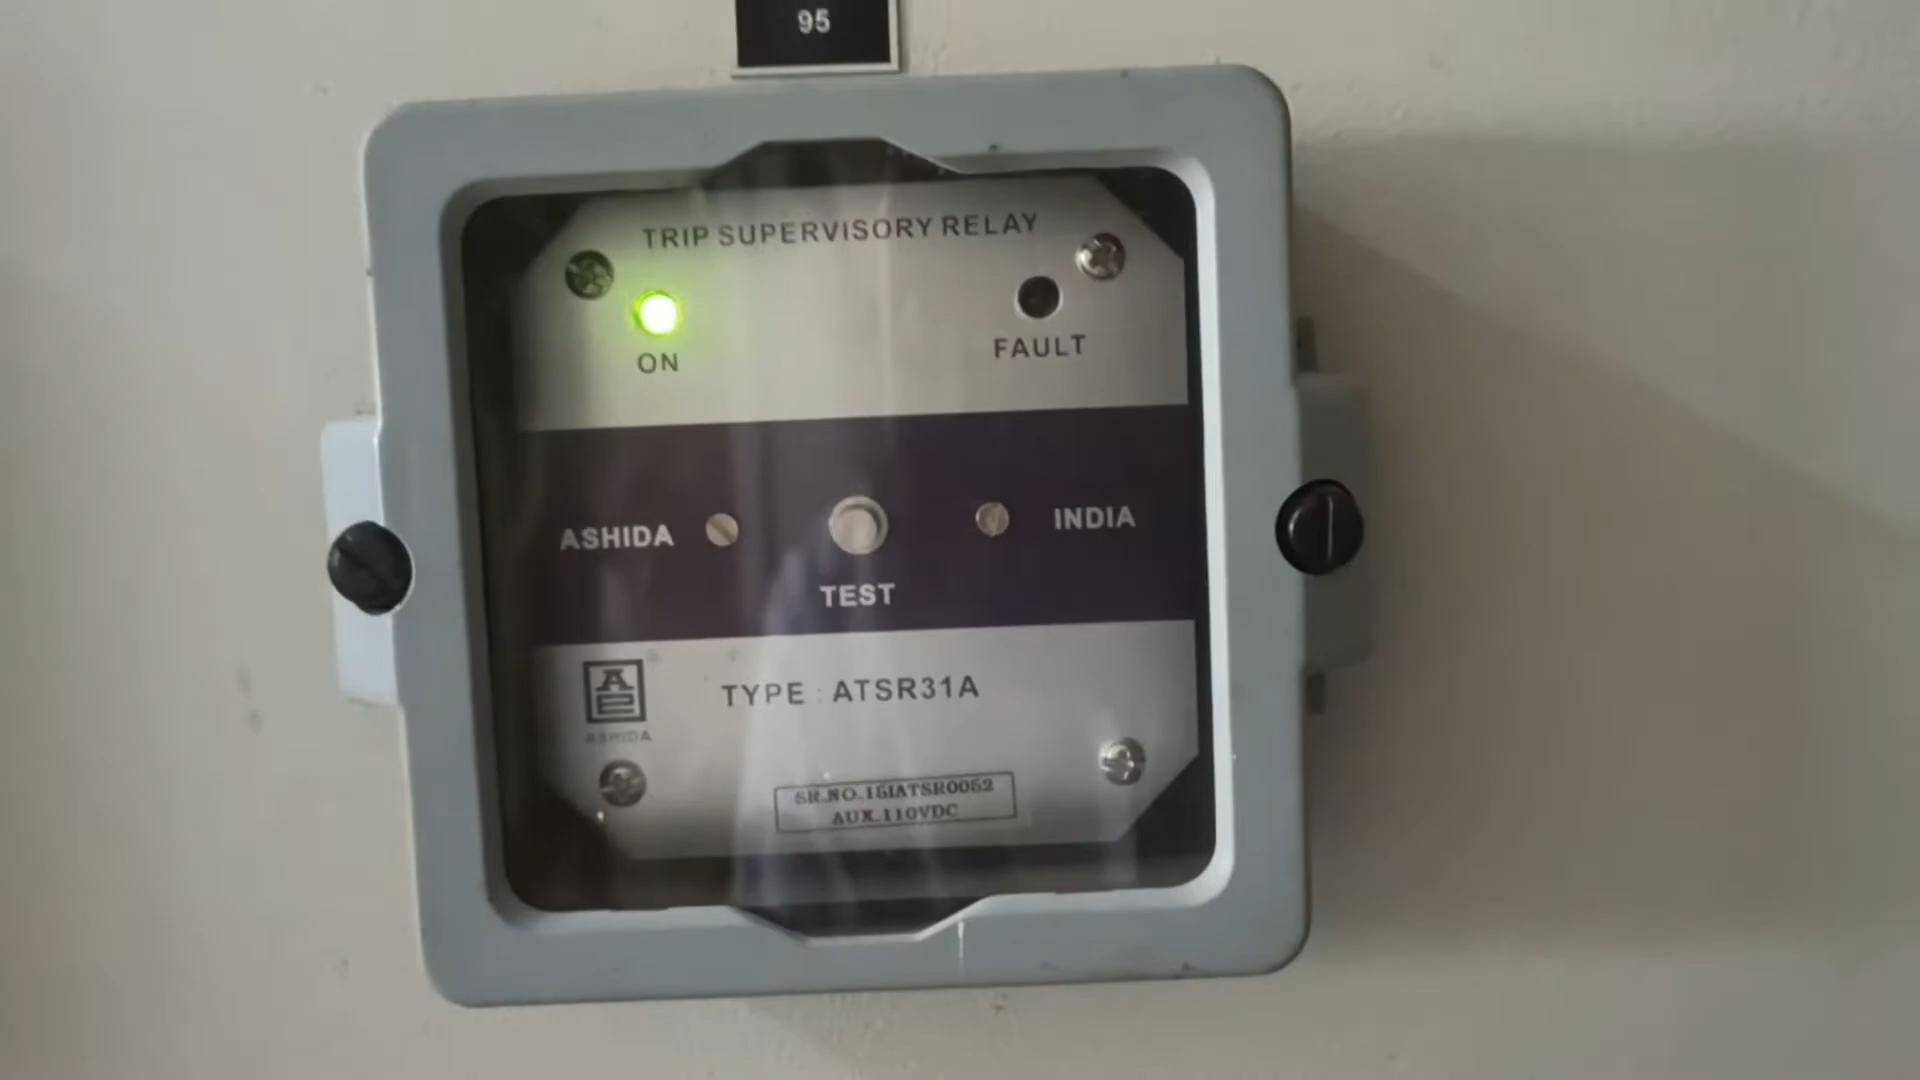 95
TRIP SUPERVISORY RELAY
ON
FAULT
ASHIDA
INDIA
TEST
TYPE : ATSR31A
ASHIDA
SR.NO.15IATSR0052
AUX.110VDC